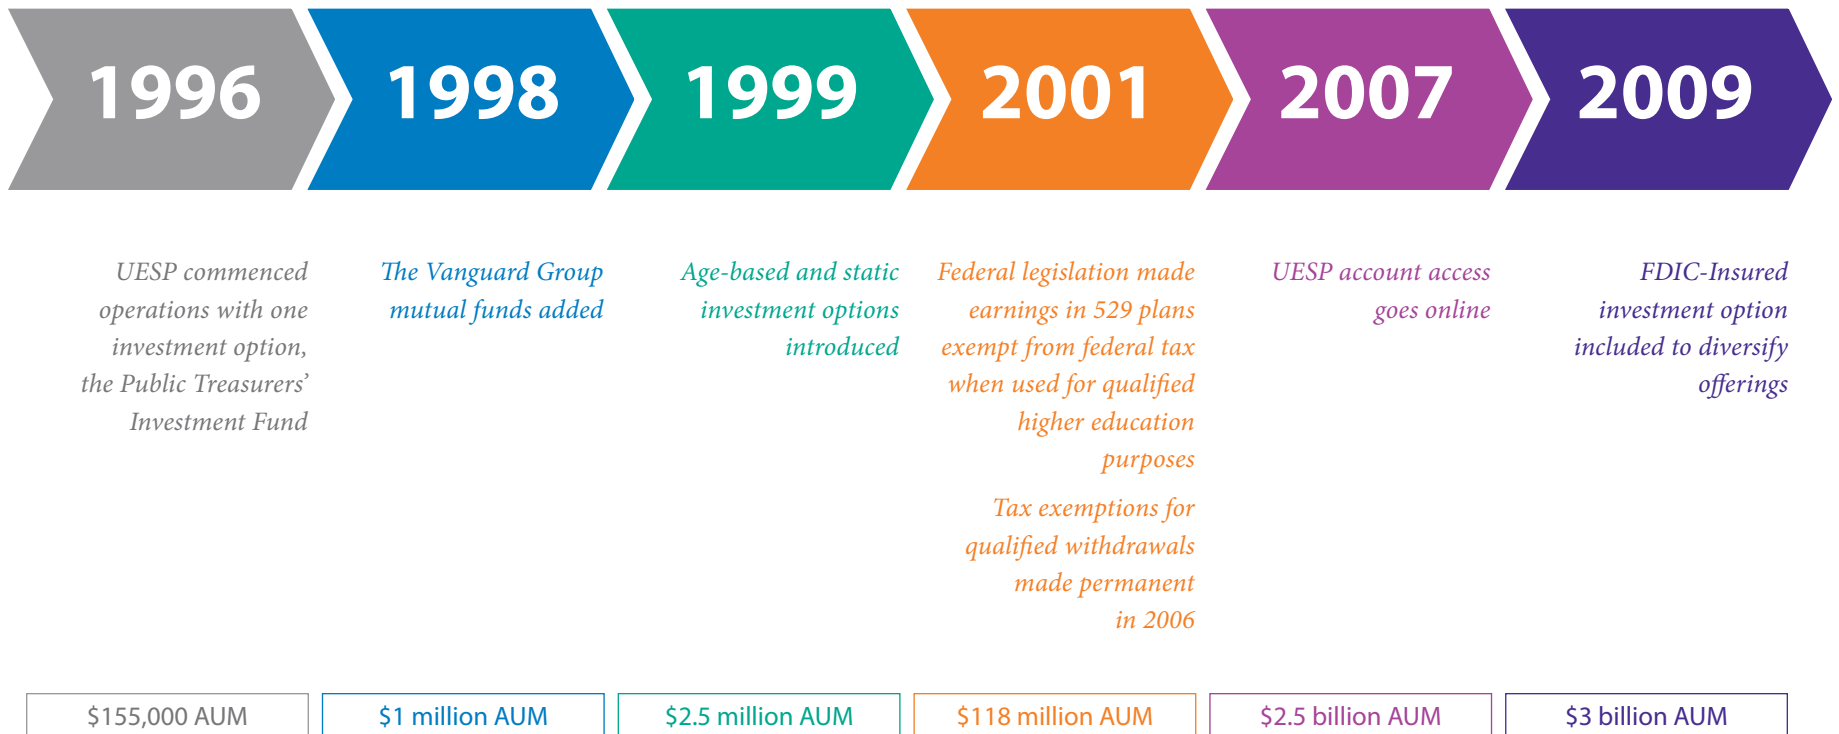 1996
1998
1999
2001
2007
2009
UESP commenced
operations with one
investment option,
the Public Treasurers’
Investment Fund
The Vanguard Group
mutual funds added
Age-based and static
investment options
introduced
Federal legislation made
earnings in 529 plans
exempt from federal tax
when used for qualified
higher education
purposes
Tax exemptions for
qualified withdrawals
made permanent
in 2006
UESP account access
goes online
FDIC-Insured
investment option
included to diversify
offerings
$155,000 AUM
$1 million AUM
$2.5 million AUM
$118 million AUM
$2.5 billion AUM
$3 billion AUM